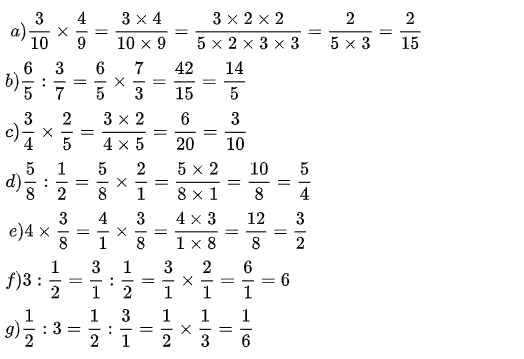 a) 3/10 × 4/9 = (3 × 4)/(10 × 9) = (3 × 2 × 2)/(5 × 2 × 3 × 3) = 2/(5 × 3) = 2/15
b) 6/5 : 3/7 = 6/5 × 7/3 = 42/15 = 14/5
c) 3/4 × 2/5 = (3 × 2)/(4 × 5) = 6/20 = 3/10
d) 5/8 : 1/2 = 5/8 × 2/1 = (5 × 2)/(8 × 1) = 10/8 = 5/4
e) 4 × 3/8 = 4/1 × 3/8 = (4 × 3)/(1 × 8) = 12/8 = 3/2
f) 3 : 1/2 = 3/1 : 1/2 = 3/1 × 2/1 = 6/1 = 6
g) 1/2 : 3 = 1/2 : 3/1 = 1/2 × 1/3 = 1/6